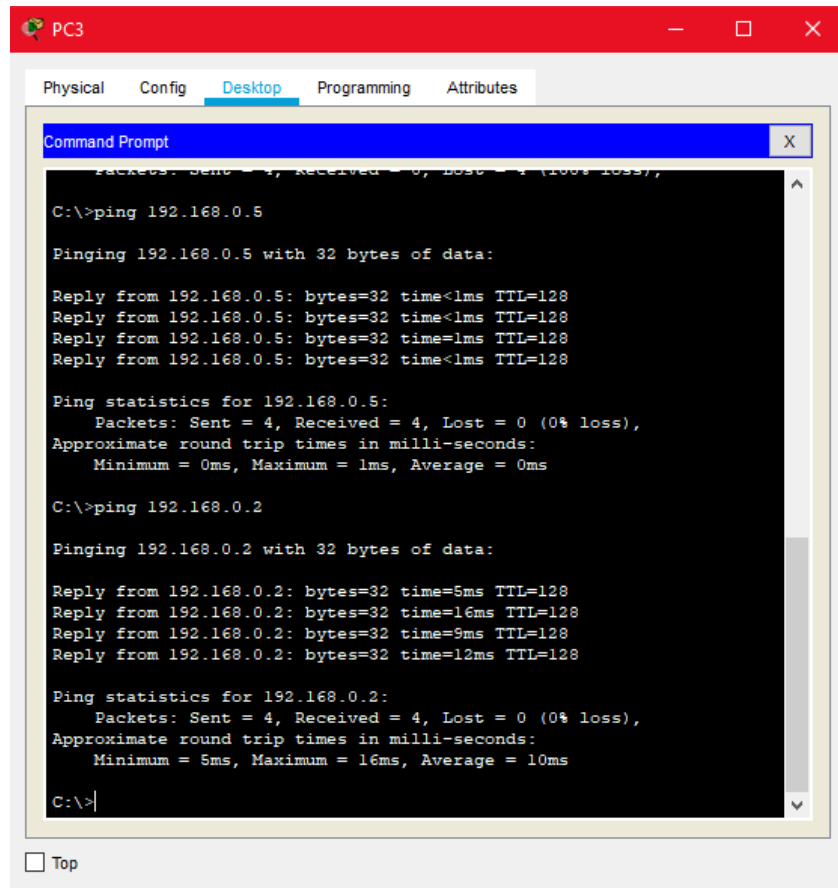 PC3
Physical Config Desktop Programming Attributes
Command Prompt X
Packets: Sent = 4, Received = 0, Lost = 4 (100% loss),
C:\>ping 192.168.0.5
Pinging 192.168.0.5 with 32 bytes of data:
Reply from 192.168.0.5: bytes=32 time<1ms TTL=128
Reply from 192.168.0.5: bytes=32 time<1ms TTL=128
Reply from 192.168.0.5: bytes=32 time=1ms TTL=128
Reply from 192.168.0.5: bytes=32 time<1ms TTL=128
Ping statistics for 192.168.0.5:
Packets: Sent = 4, Received = 4, Lost = 0 (0% loss),
Approximate round trip times in milli-seconds:
Minimum = 0ms, Maximum = 1ms, Average = 0ms
C:\>ping 192.168.0.2
Pinging 192.168.0.2 with 32 bytes of data:
Reply from 192.168.0.2: bytes=32 time=5ms TTL=128
Reply from 192.168.0.2: bytes=32 time=16ms TTL=128
Reply from 192.168.0.2: bytes=32 time=9ms TTL=128
Reply from 192.168.0.2: bytes=32 time=12ms TTL=128
Ping statistics for 192.168.0.2:
Packets: Sent = 4, Received = 4, Lost = 0 (0% loss),
Approximate round trip times in milli-seconds:
Minimum = 5ms, Maximum = 16ms, Average = 10ms
C:\>
Top